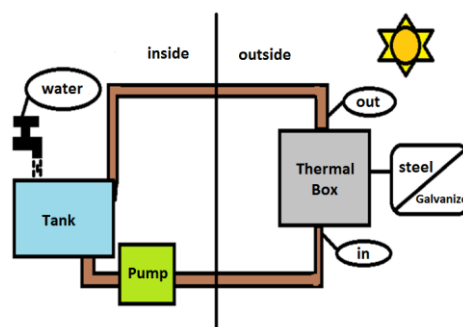 inside
outside
water
out
Thermal
Box
steel
Galvanize
Tank
in
Pump